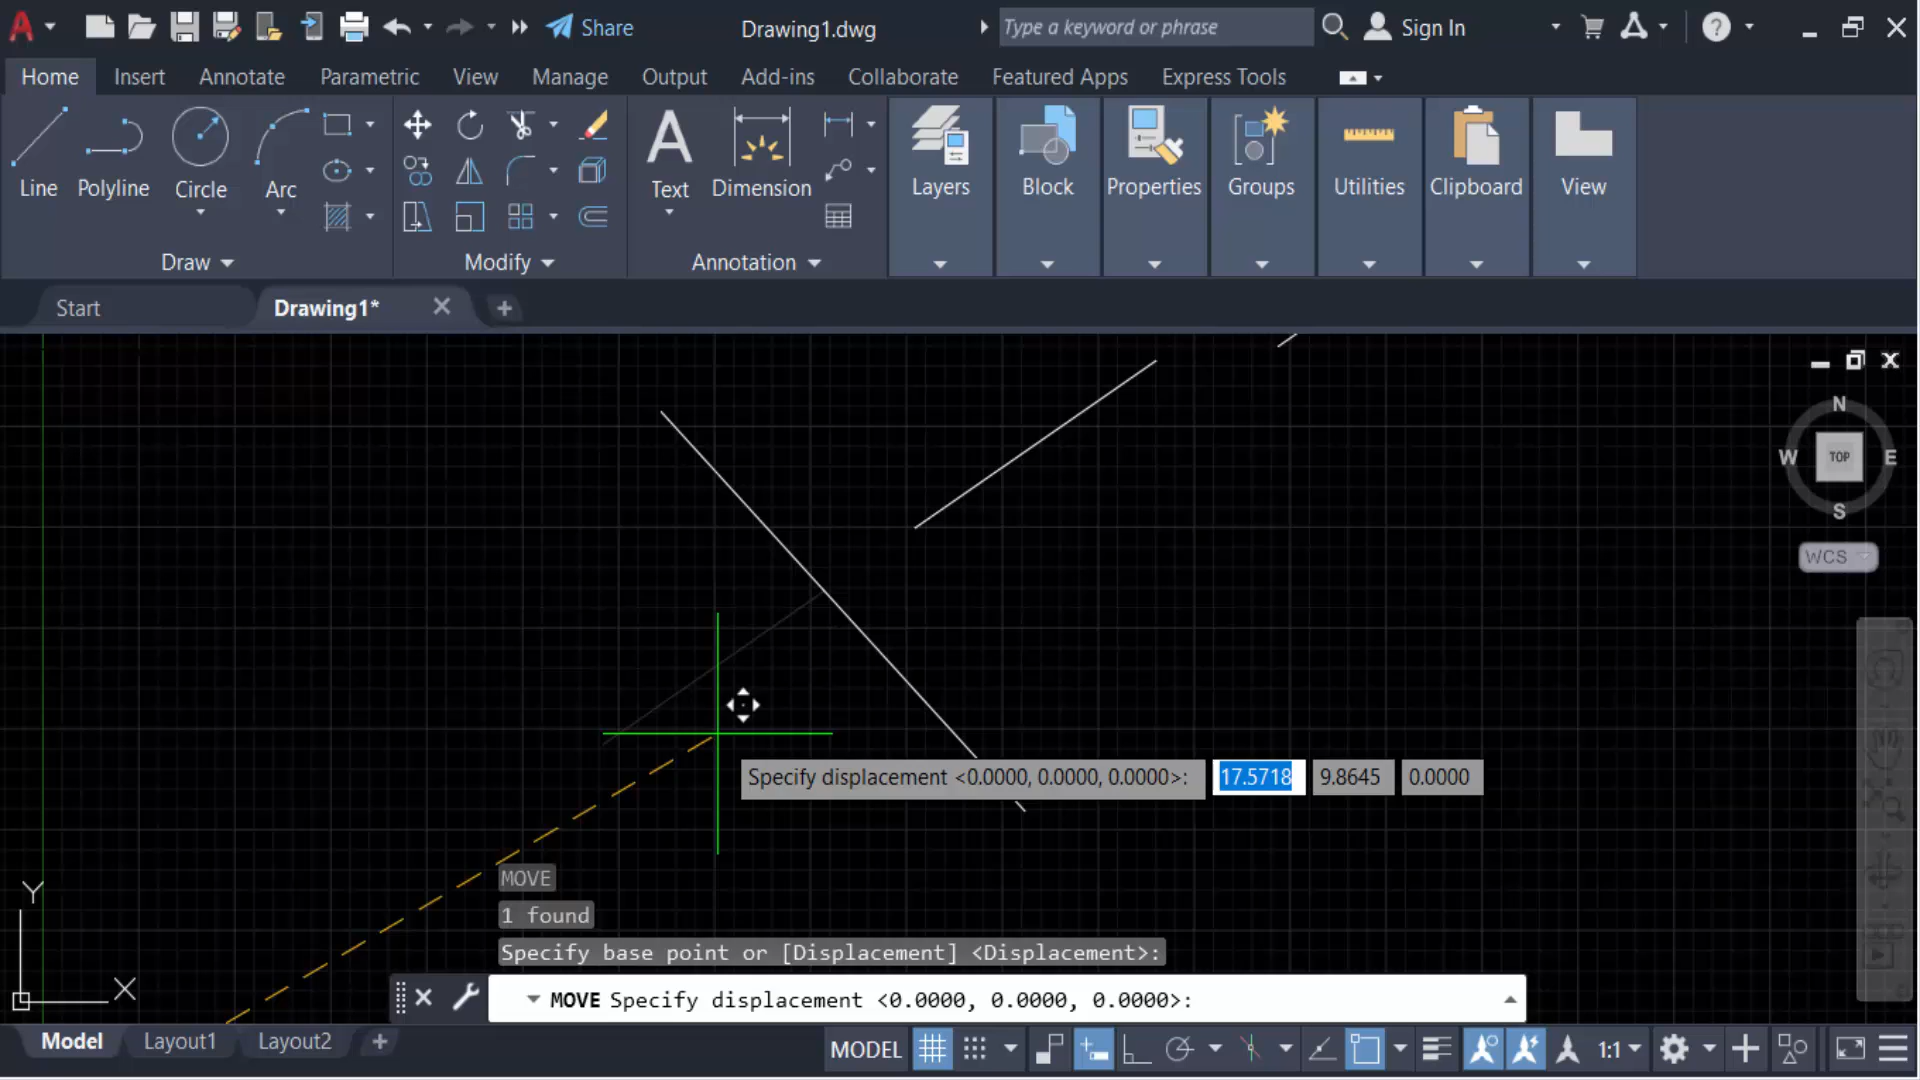 Share
Drawing1.dwg
Type a keyword or phrase
Sign In
Home Insert Annotate Parametric View Manage Output Add-ins Collaborate Featured Apps Express Tools
Line Polyline Circle Arc
Text Dimension
Layers Block Properties Groups Utilities Clipboard View
Draw Modify Annotation
Start Drawing1*
N
W TOP E
S
WCS
Specify displacement <0.0000, 0.0000, 0.0000>: 17.5718 9.8645 0.0000
MOVE
1 found
Specify base point or [Displacement] <Displacement>:
Y
X
MOVE Specify displacement <0.0000, 0.0000, 0.0000>:
Model Layout1 Layout2
MODEL 1:1